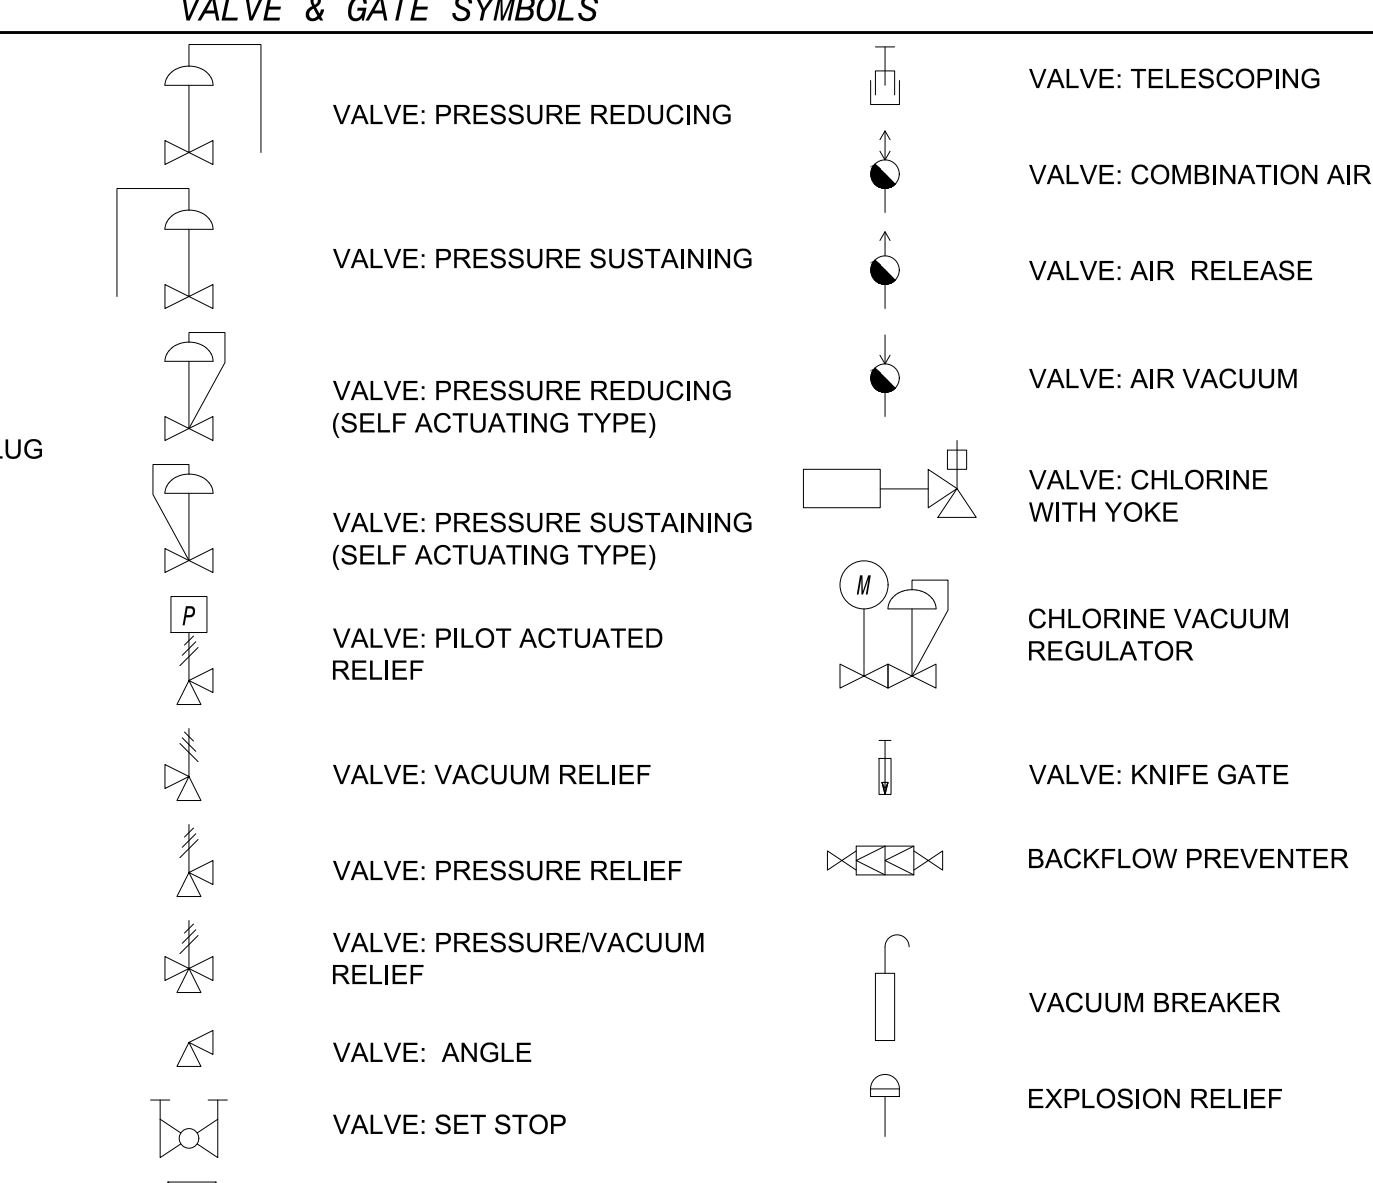 VALVE & GATE SYMBOLS
VALVE: PRESSURE REDUCING
VALVE: PRESSURE SUSTAINING
VALVE: PRESSURE REDUCING
(SELF ACTUATING TYPE)
LUG
VALVE: PRESSURE SUSTAINING
(SELF ACTUATING TYPE)
P
VALVE: PILOT ACTUATED
RELIEF
VALVE: VACUUM RELIEF
VALVE: PRESSURE RELIEF
VALVE: PRESSURE/VACUUM
RELIEF
VALVE: ANGLE
VALVE: SET STOP
VALVE: TELESCOPING
VALVE: COMBINATION AIR
VALVE: AIR RELEASE
VALVE: AIR VACUUM
VALVE: CHLORINE
WITH YOKE
M
CHLORINE VACUUM
REGULATOR
VALVE: KNIFE GATE
BACKFLOW PREVENTER
VACUUM BREAKER
EXPLOSION RELIEF